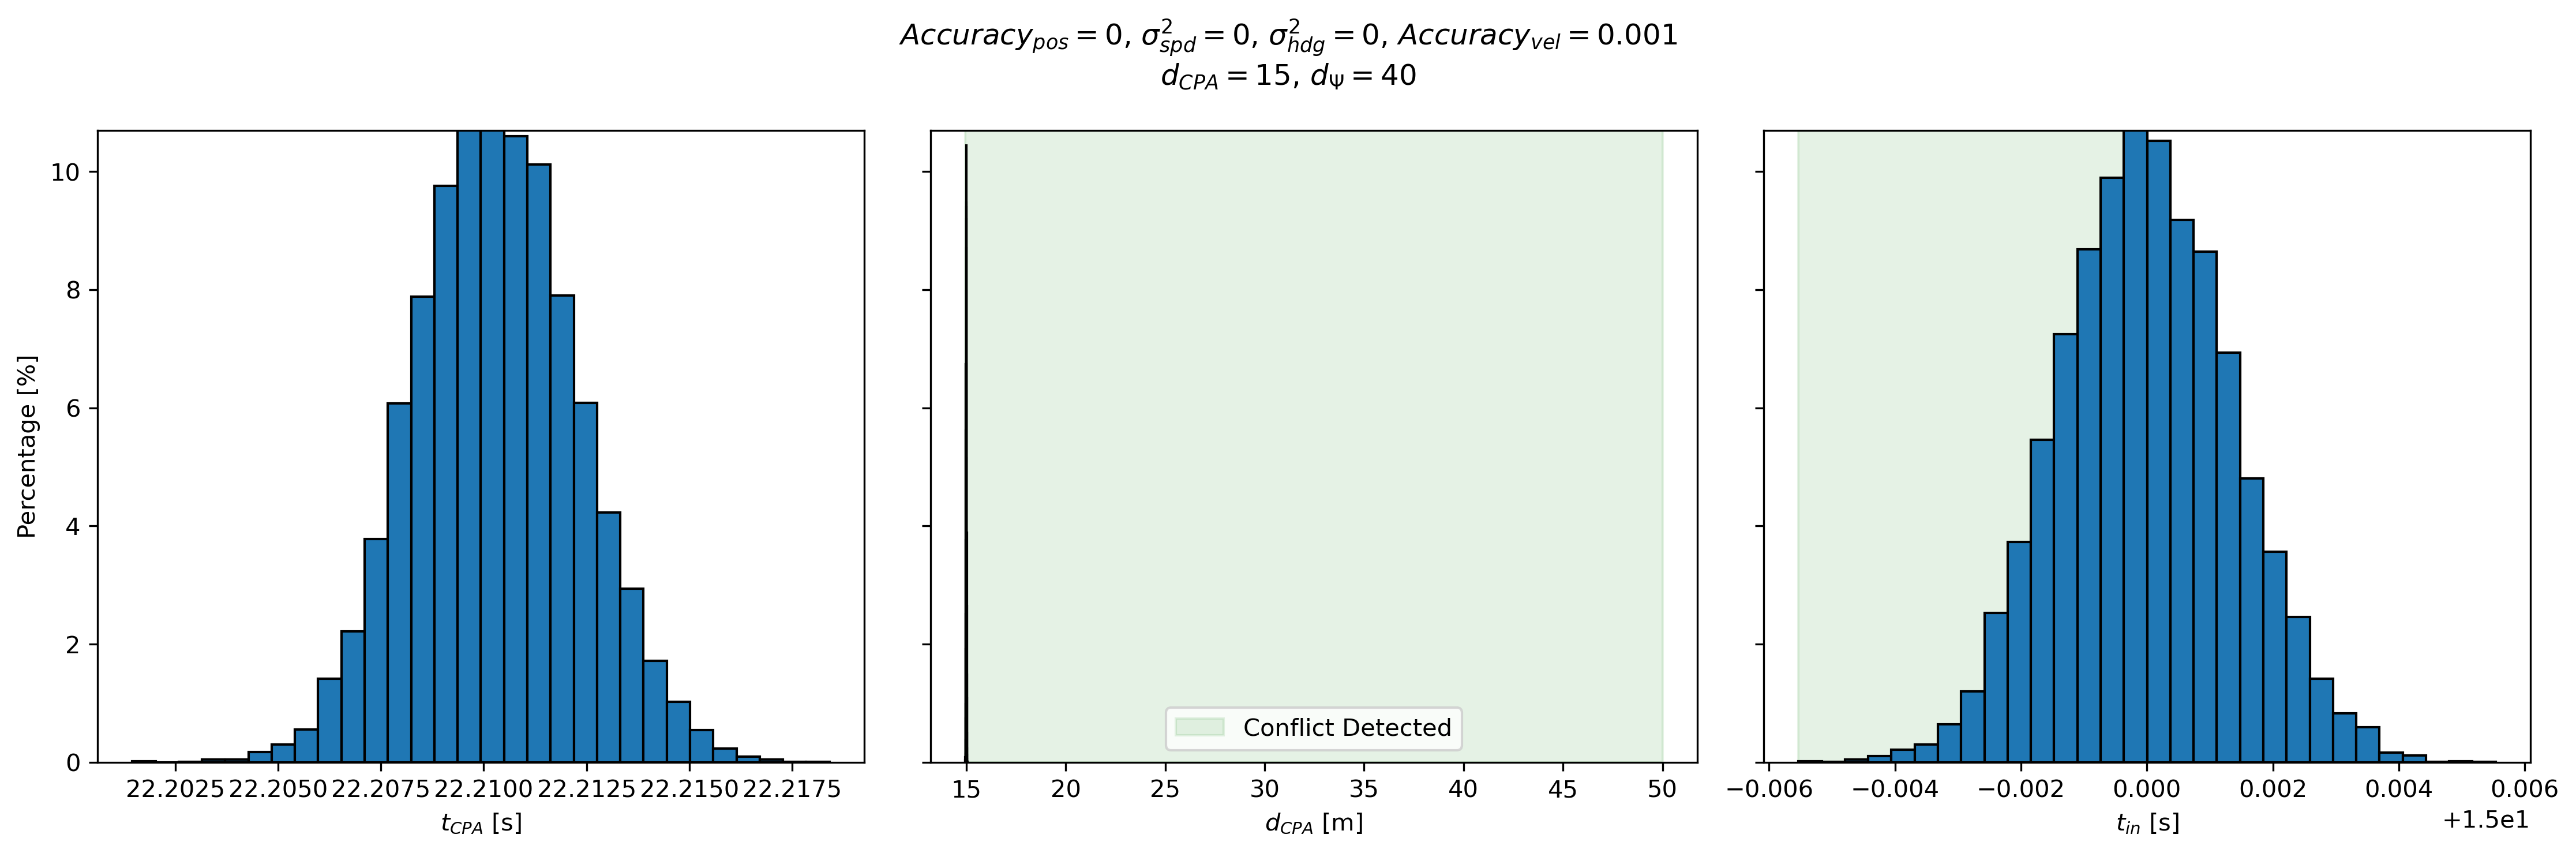 Accuracy_pos = 0, σ²_spd = 0, σ²_hdg = 0, Accuracy_vel = 0.001
d_CPA = 15, d_Ψ = 40
Percentage [%]
10
8
6
4
2
0
22.2025 22.2050 22.2075 22.2100 22.2125 22.2150 22.2175
t_CPA [s]
Conflict Detected
15 20 25 30 35 40 45 50
d_CPA [m]
−0.006 −0.004 −0.002 0.000 0.002 0.004 0.006
+1.5e1
t_in [s]